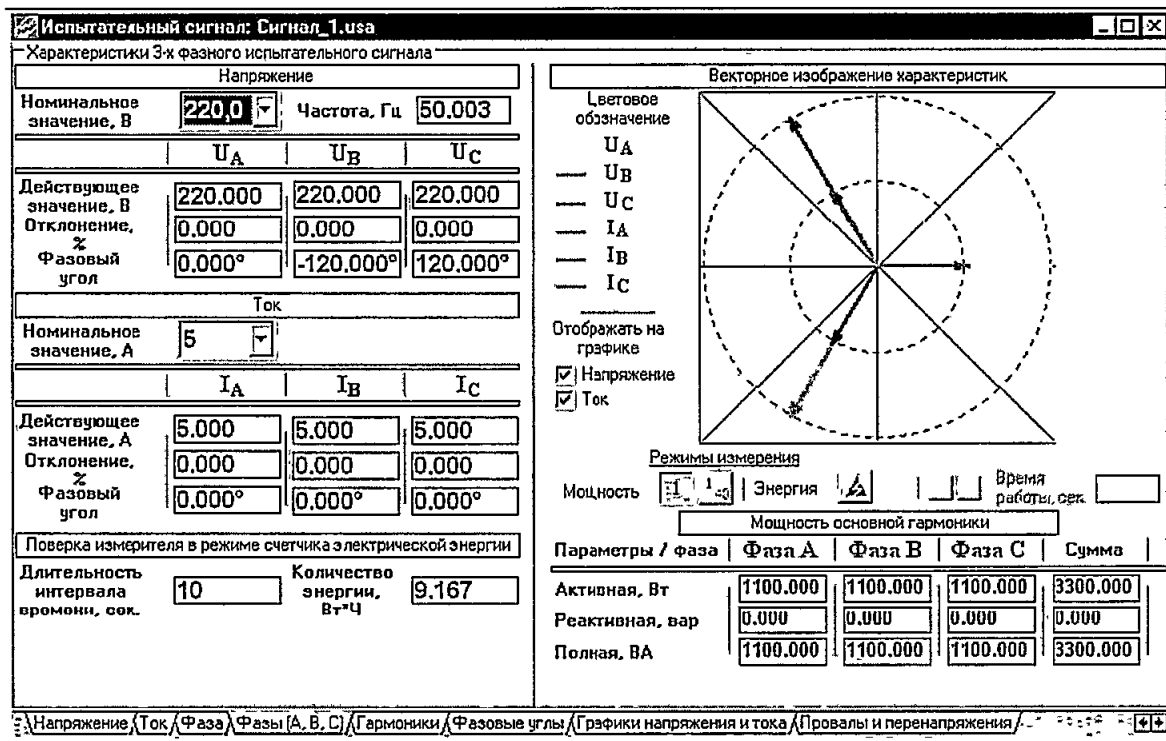 Испытательный сигнал: Сигнал_1.usa
Характеристики 3-х фазного испытательного сигнала
Напряжение
Номинальное значение, В 220,0 Частота, Гц 50.003
UA UB UC
Действующее значение, В 220.000 220.000 220.000
Отклонение, % 0.000 0.000 0.000
Фазовый угол 0.000° -120.000° 120.000°
Ток
Номинальное значение, А 5
IA IB IC
Действующее значение, А 5.000 5.000 5.000
Отклонение, % 0.000 0.000 0.000
Фазовый угол 0.000° 0.000° 0.000°
Поверка измерителя в режиме счетчика электрической энергии
Длительность интервала времени, сек. 10 Количество энергии, Вт*Ч 9.167
Векторное изображение характеристик
Цветовое обозначение
UA
UB
UC
IA
IB
IC
Отображать на графике
Напряжение
Ток
Режимы измерения
Мощность Энергия Время работы, сек.
Мощность основной гармоники
Параметры / фаза Фаза А Фаза В Фаза С Сумма
Активная, Вт 1100.000 1100.000 1100.000 3300.000
Реактивная, вар 0.000 0.000 0.000 0.000
Полная, ВА 1100.000 1100.000 1100.000 3300.000
Напряжение Ток Фаза Фазы (А, В, С) Гармоники Фазовые углы Графики напряжения и тока Провалы и перенапряжения